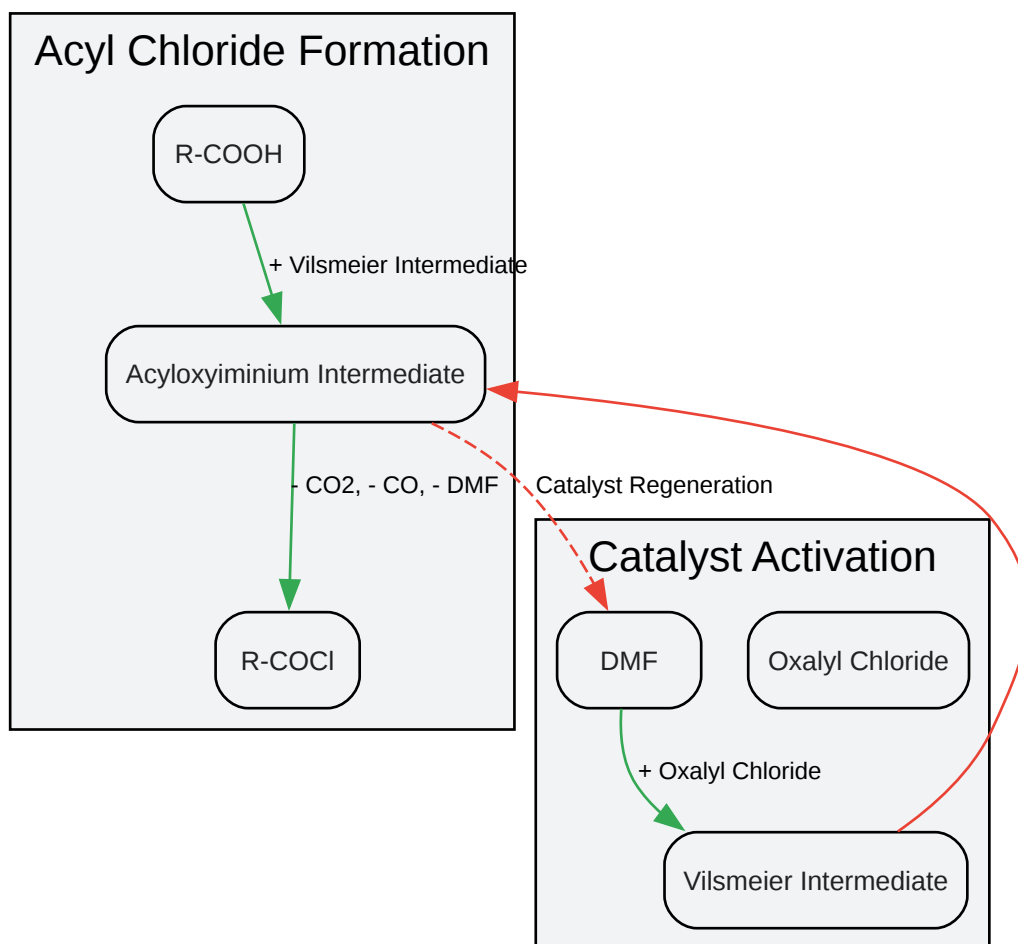 Acyl Chloride Formation
R-COOH
+ Vilsmeier Intermediate
Acyloxyiminium Intermediate
- CO2, - CO, - DMF
Catalyst Regeneration
Catalyst Activation
R-COCl
DMF
Oxalyl Chloride
+ Oxalyl Chloride
Vilsmeier Intermediate